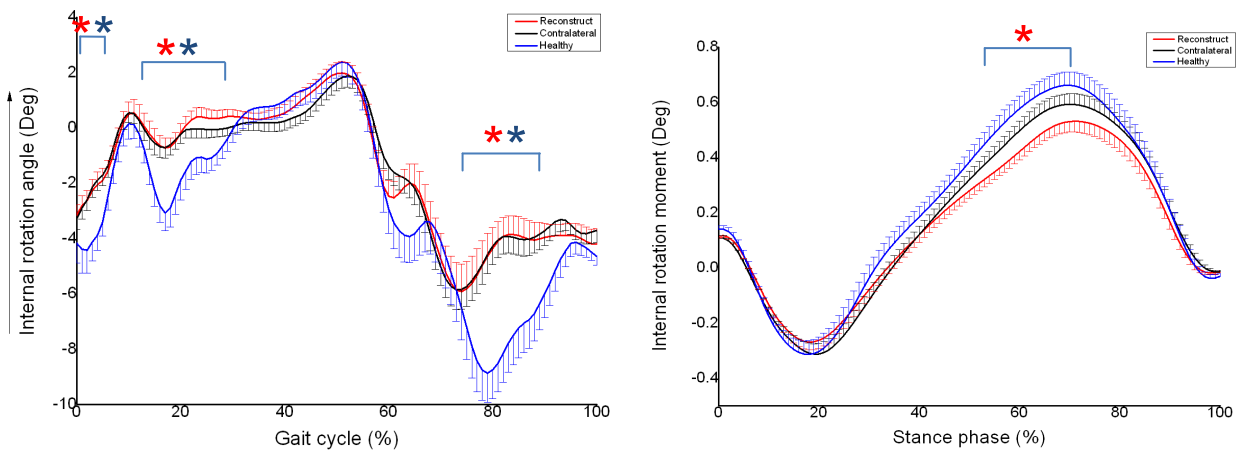 4
2
0
-2
-4
-6
-8
-10
0 20 40 60 80 100
Internal rotation angle (Deg)
Gait cycle (%)
Reconstruct
Contralateral
Healthy
* *
* *
* *
0.8
0.6
0.4
0.2
0.0
-0.2
-0.4
0 20 40 60 80 100
Internal rotation moment (Deg)
Stance phase (%)
Reconstruct
Contralateral
Healthy
*